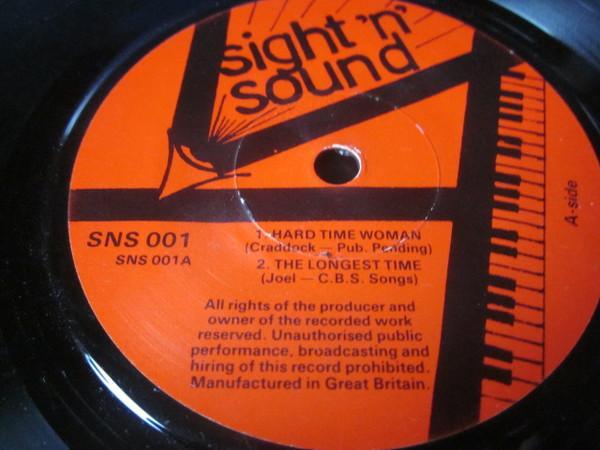 sight 'n'
sound
A-side
SNS 001
SNS 001A
1. HARD TIME WOMAN
(Craddock — Pub. Pending)
2. THE LONGEST TIME
(Joel — C.B.S. Songs)
All rights of the producer and
owner of the recorded work
reserved. Unauthorised public
performance, broadcasting and
hiring of this record prohibited.
Manufactured in Great Britain.